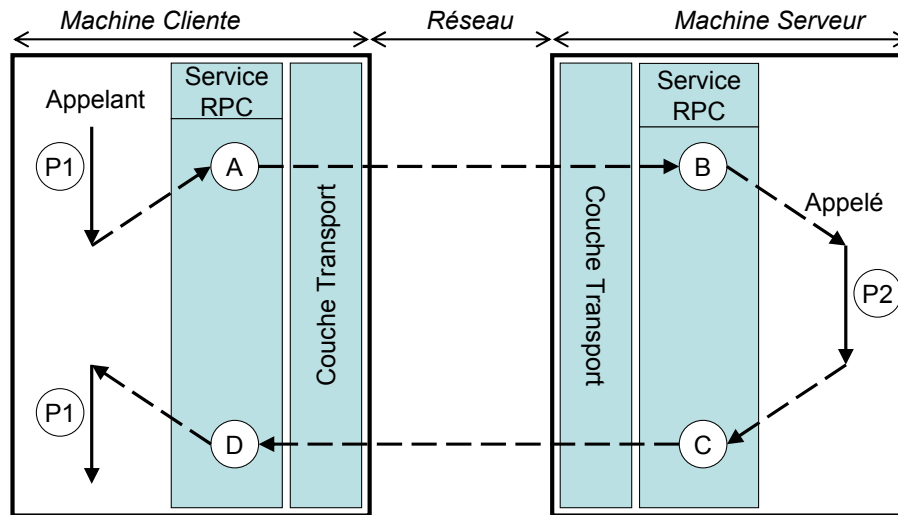 Machine Cliente
Réseau
Machine Serveur
Service
RPC
Service
RPC
Appelant
P1
A
B
Appelé
Couche Transport
Couche Transport
P2
P1
D
C